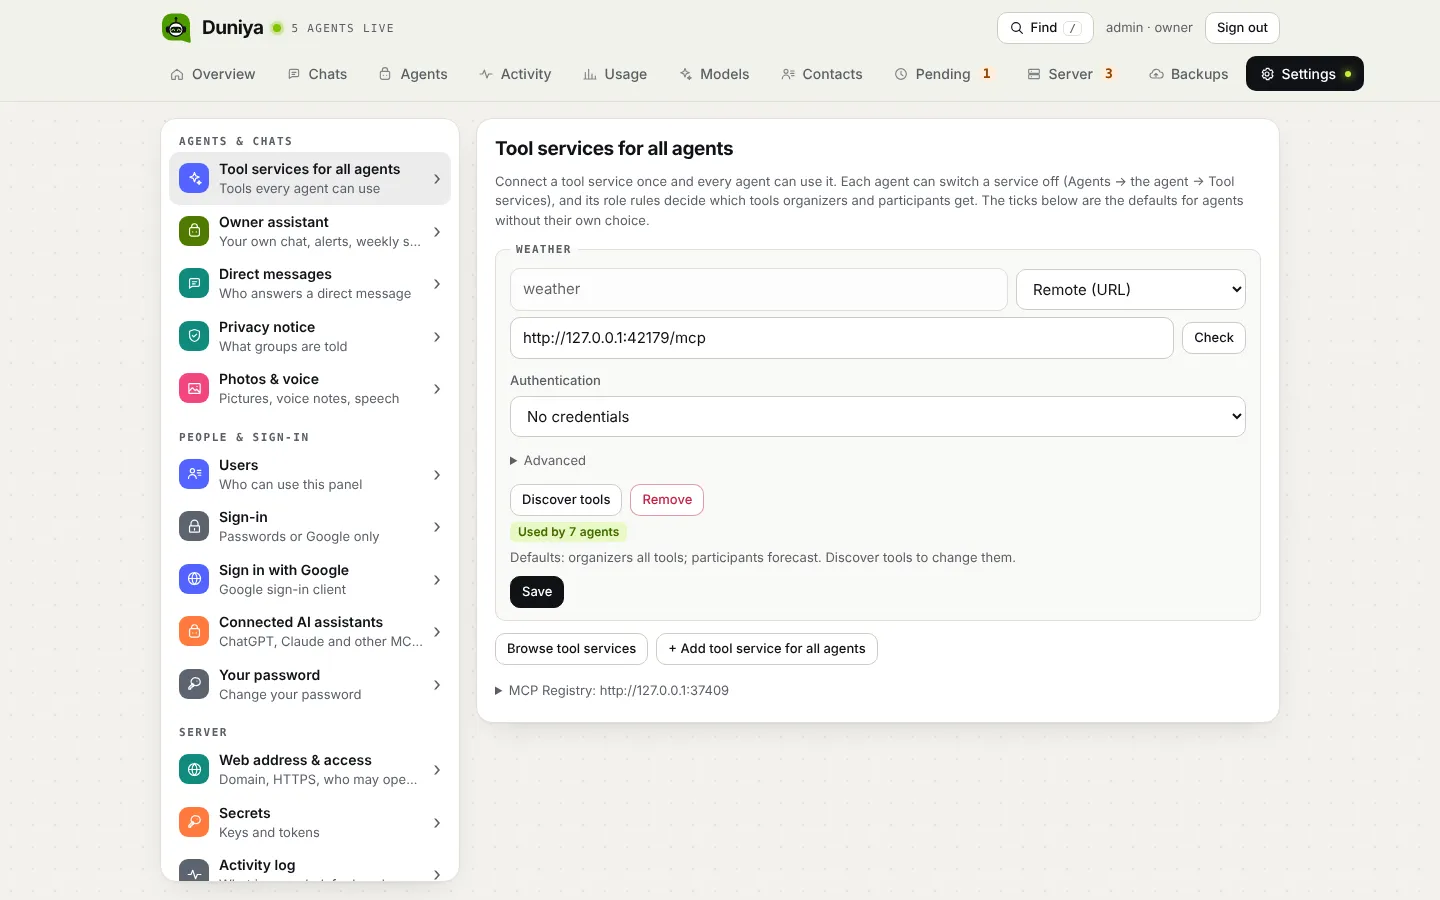 Duniya
5 AGENTS LIVE
Find /
admin · owner
Sign out
Overview
Chats
Agents
Activity
Usage
Models
Contacts
Pending 1
Server 3
Backups
Settings
AGENTS & CHATS
Tool services for all agents
Tools every agent can use
Owner assistant
Your own chat, alerts, weekly s...
Direct messages
Who answers a direct message
Privacy notice
What groups are told
Photos & voice
Pictures, voice notes, speech
PEOPLE & SIGN-IN
Users
Who can use this panel
Sign-in
Passwords or Google only
Sign in with Google
Google sign-in client
Connected AI assistants
ChatGPT, Claude and other MC...
Your password
Change your password
SERVER
Web address & access
Domain, HTTPS, who may ope...
Secrets
Keys and tokens
Activity log
Tool services for all agents
Connect a tool service once and every agent can use it. Each agent can switch a service off (Agents → the agent → Tool
services), and its role rules decide which tools organizers and participants get. The ticks below are the defaults for agents
without their own choice.
WEATHER
weather
Remote (URL)
http://127.0.0.1:42179/mcp
Check
Authentication
No credentials
Advanced
Discover tools
Remove
Used by 7 agents
Defaults: organizers all tools; participants forecast. Discover tools to change them.
Save
Browse tool services
+ Add tool service for all agents
MCP Registry: http://127.0.0.1:37409